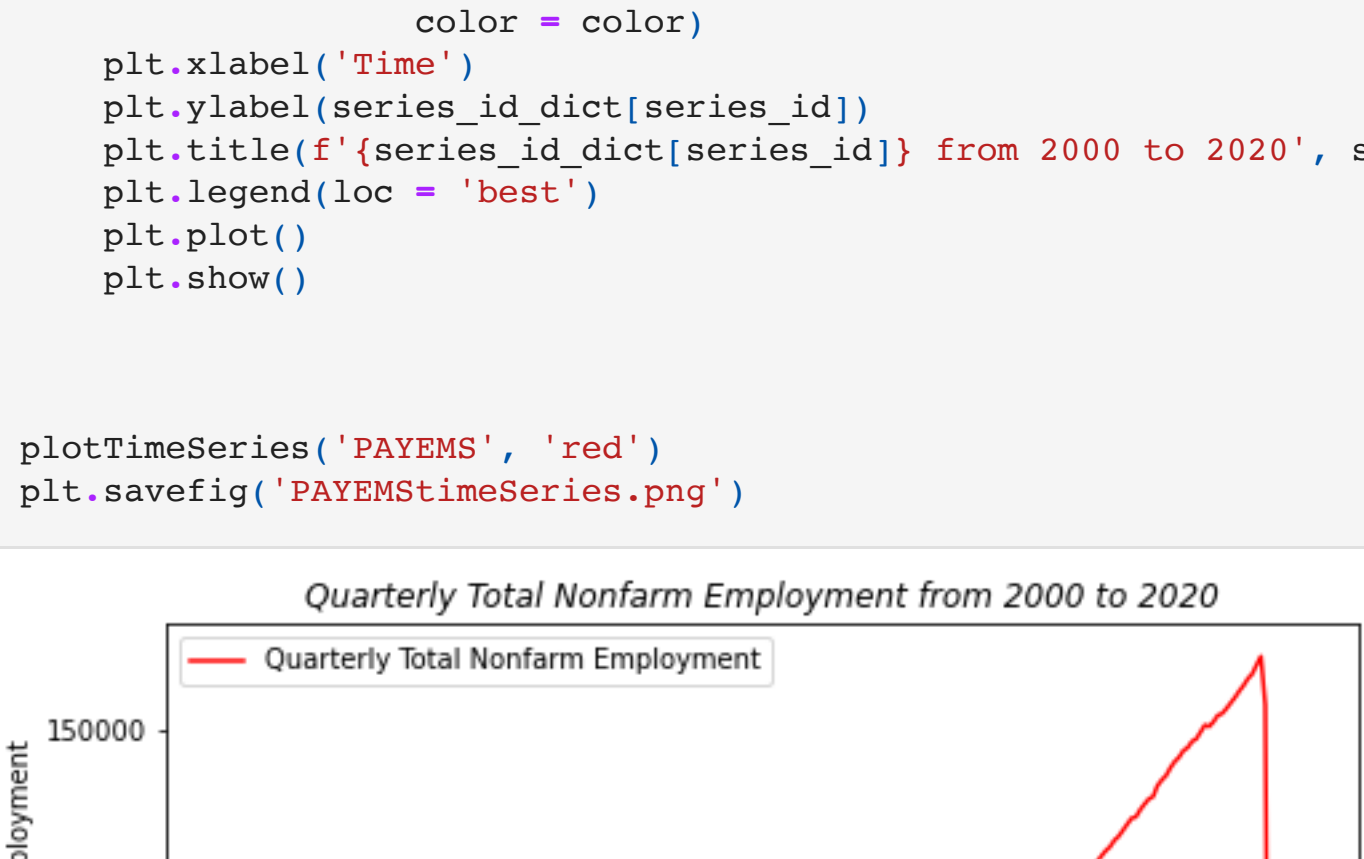 color = color)
plt.xlabel('Time')
plt.ylabel(series_id_dict[series_id])
plt.title(f'{series_id_dict[series_id]} from 2000 to 2020',
plt.legend(loc = 'best')
plt.plot()
plt.show()
plotTimeSeries('PAYEMS', 'red')
plt.savefig('PAYEMStimeSeries.png')
Quarterly Total Nonfarm Employment from 2000 to 2020
Quarterly Total Nonfarm Employment
150000